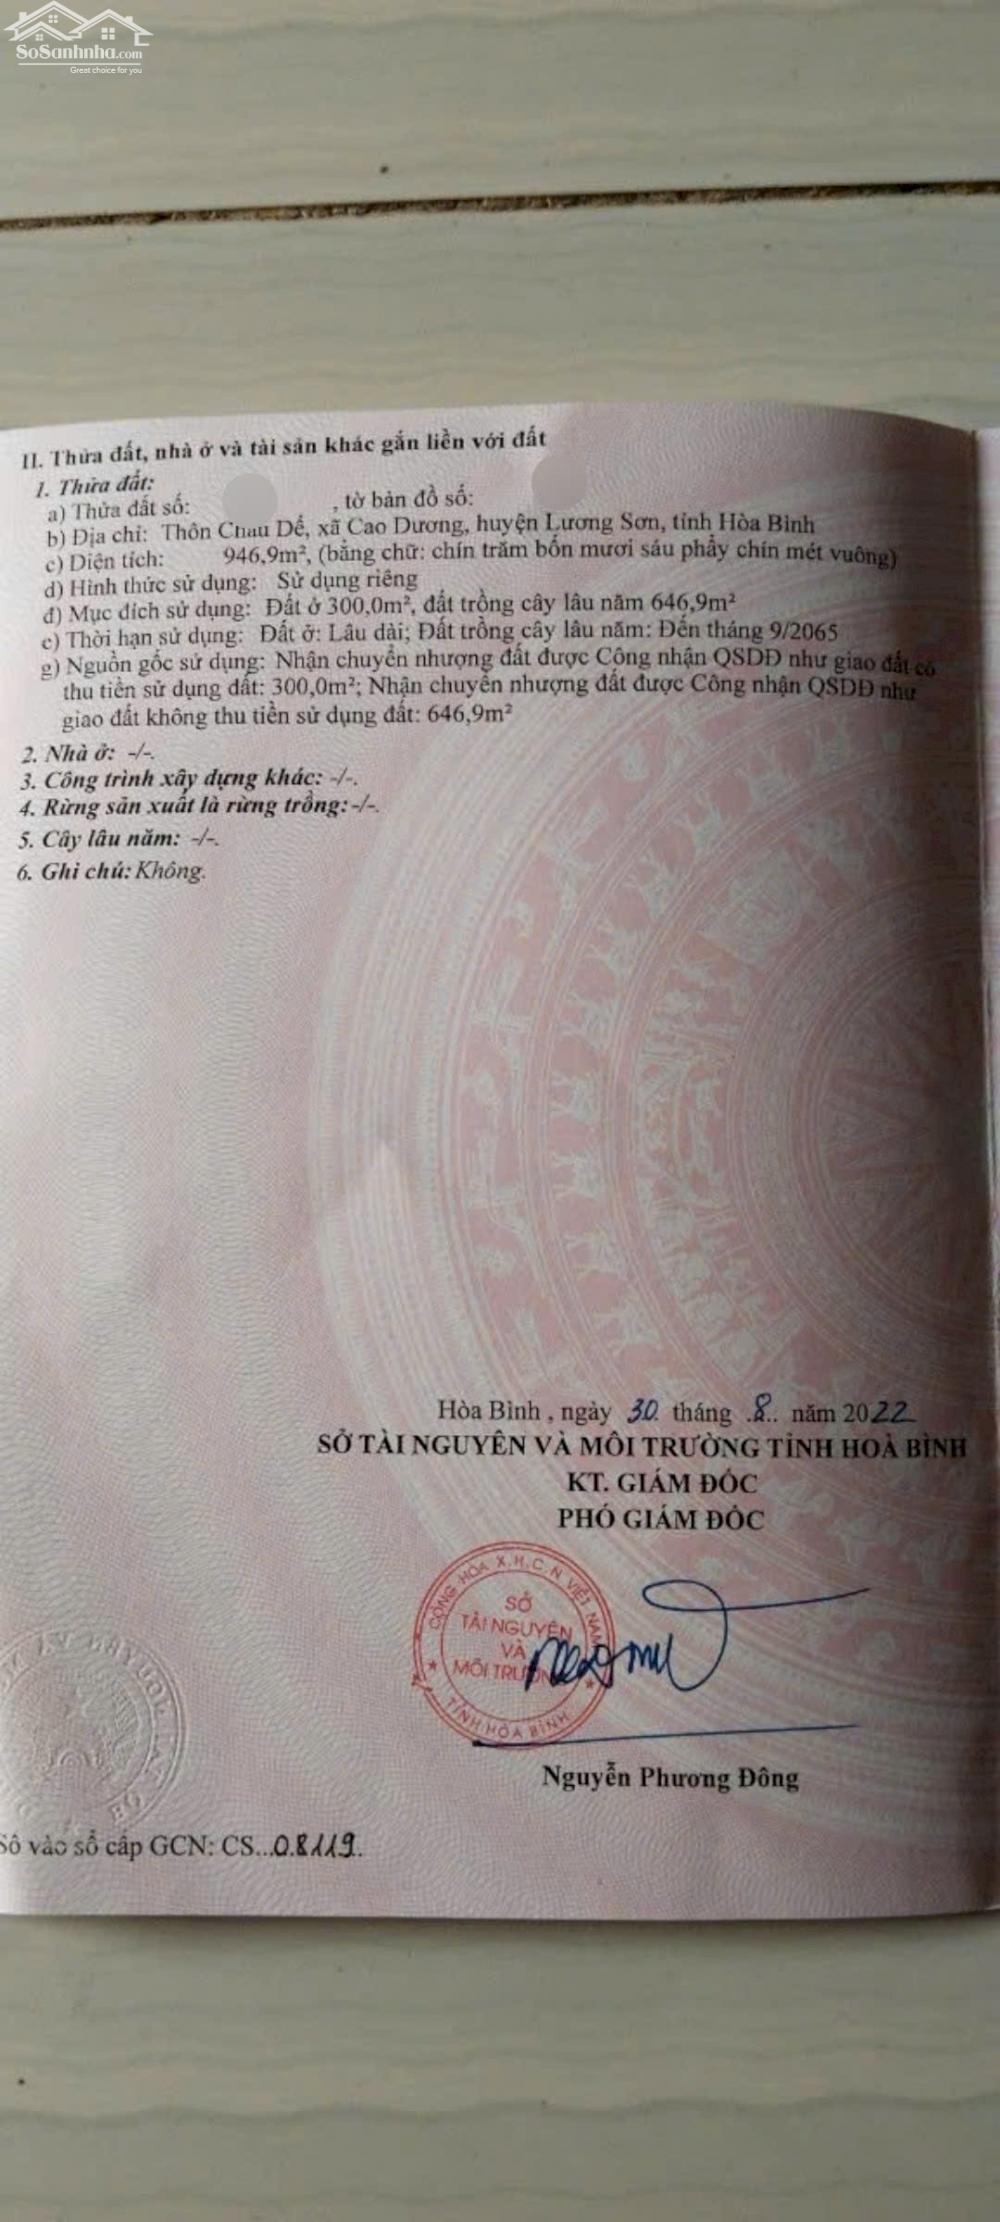 SoSanhnha.com
Great choice for you
II. Thửa đất, nhà ở và tài sản khác gắn liền với đất
1. Thửa đất:
a) Thửa đất số: , tờ bản đồ số:
b) Địa chỉ: Thôn Chau Dế, xã Cao Dương, huyện Lương Sơn, tỉnh Hòa Bình
c) Diện tích: 946,9m², (bằng chữ: chín trăm bốn mươi sáu phẩy chín mét vuông)
d) Hình thức sử dụng: Sử dụng riêng
đ) Mục đích sử dụng: Đất ở 300,0m², đất trồng cây lâu năm 646,9m²
e) Thời hạn sử dụng: Đất ở: Lâu dài; Đất trồng cây lâu năm: Đến tháng 9/2065
g) Nguồn gốc sử dụng: Nhận chuyển nhượng đất được Công nhận QSDĐ như giao đất có
thu tiền sử dụng đất: 300,0m²; Nhận chuyển nhượng đất được Công nhận QSDĐ như
giao đất không thu tiền sử dụng đất: 646,9m²
2. Nhà ở: -/-.
3. Công trình xây dựng khác: -/-.
4. Rừng sản xuất là rừng trồng: -/-.
5. Cây lâu năm: -/-.
6. Ghi chú: Không.
Hòa Bình , ngày 30. tháng .8.. năm 2022
SỞ TÀI NGUYÊN VÀ MÔI TRƯỜNG TỈNH HOÀ BÌNH
KT. GIÁM ĐỐC
PHÓ GIÁM ĐỐC
CỘNG HÒA X.H.C.N VIỆT NAM
SỞ
TÀI NGUYÊN
VÀ
MÔI TRƯỜNG
TỈNH HÒA BÌNH
Nguyễn Phương Đông
Số vào sổ cấp GCN: CS...08119.